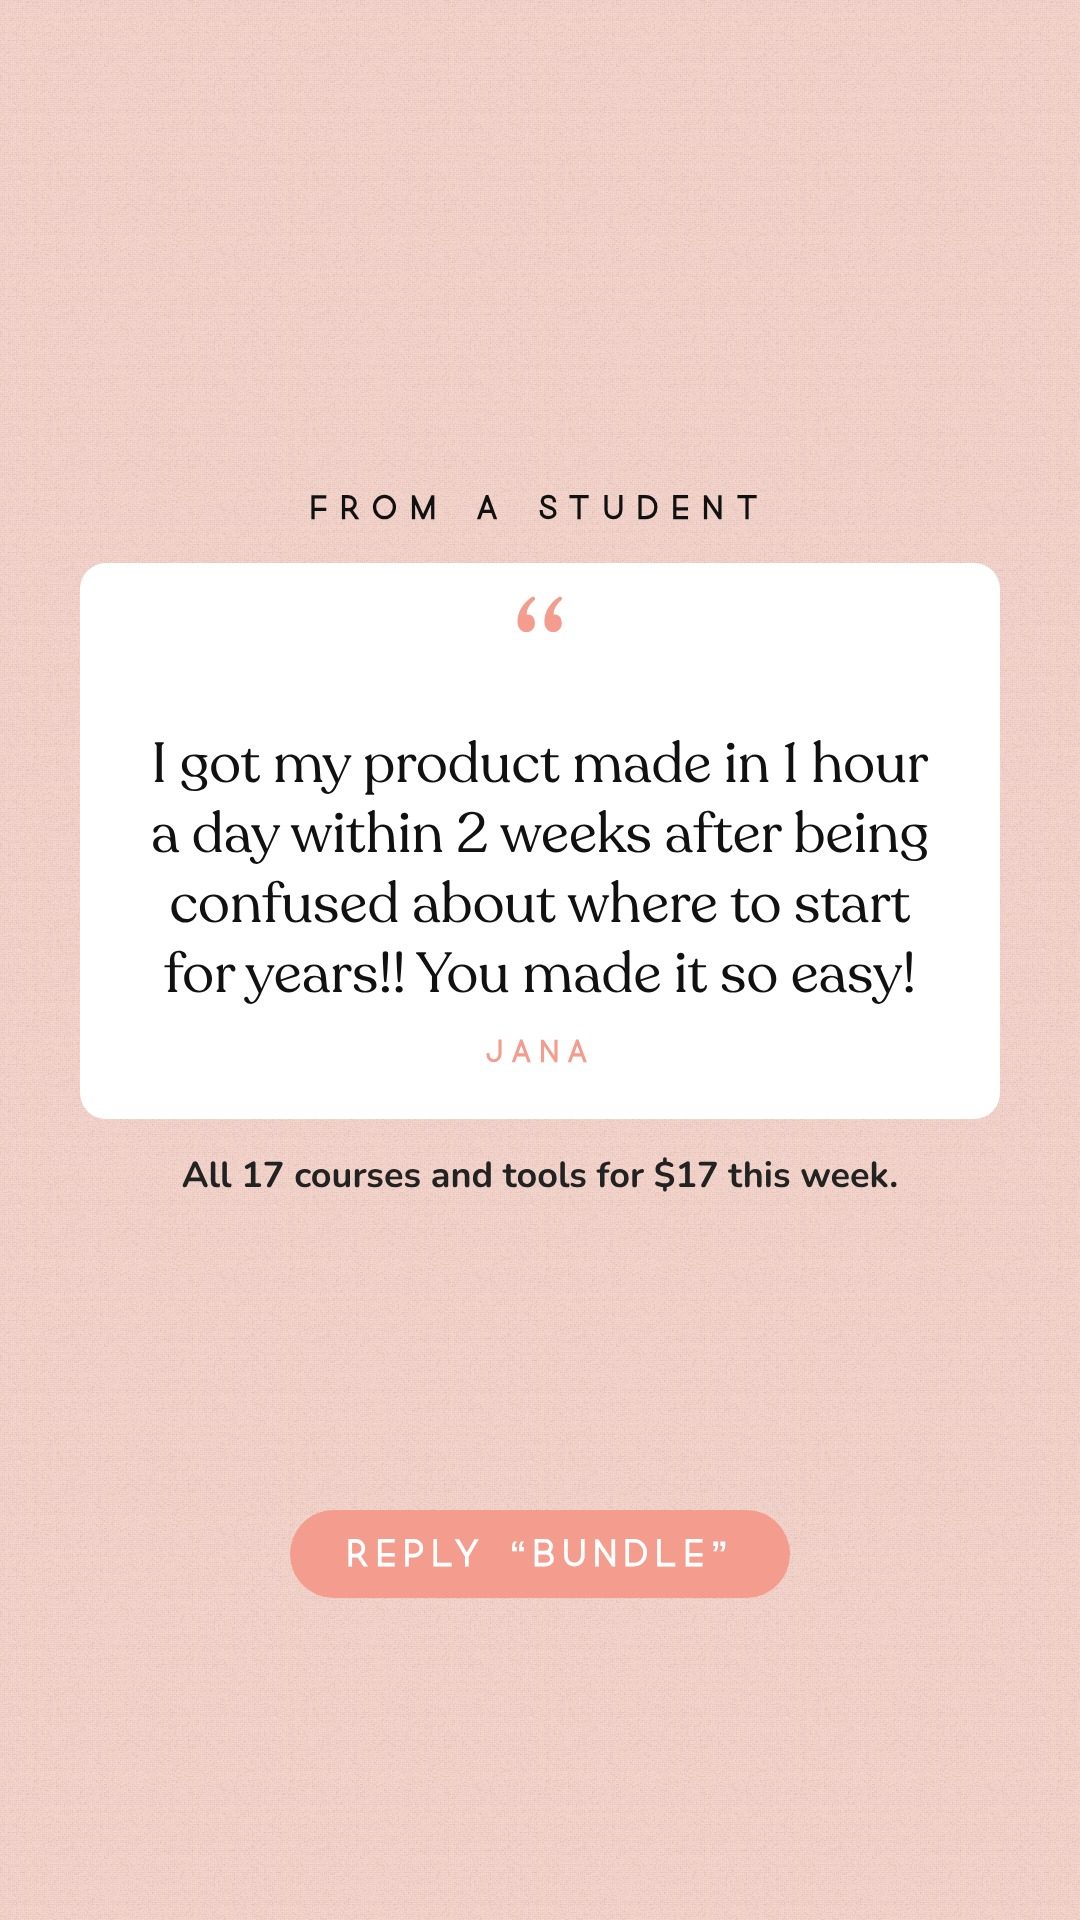 FROM A STUDENT
“
I got my product made in 1 hour
a day within 2 weeks after being
confused about where to start
for years!! You made it so easy!
JANA
All 17 courses and tools for $17 this week.
REPLY “BUNDLE”